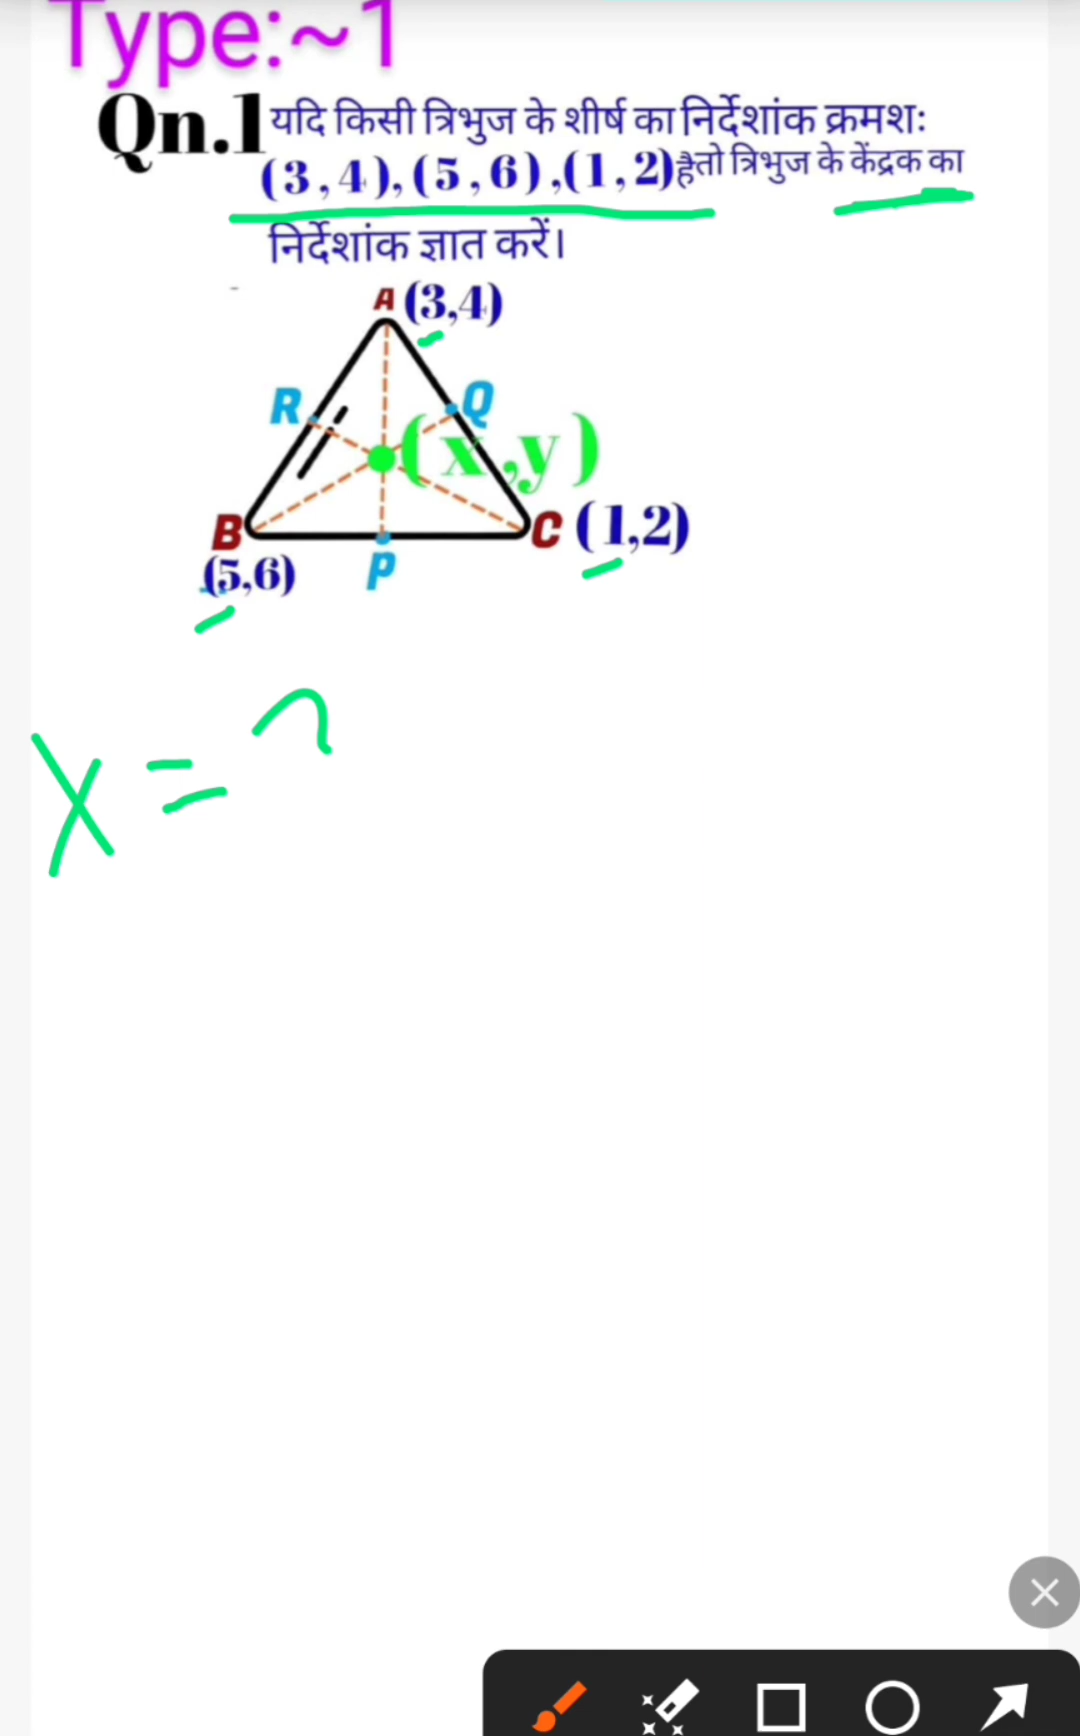 Type:~1
Qn.1 यदि किसी त्रिभुज के शीर्ष का निर्देशांक क्रमशः
(3,4),(5,6),(1,2) है तो त्रिभुज के केंद्रक का
निर्देशांक ज्ञात करें।
A (3,4)
R Q
(x,y)
B C (1,2)
(5,6) P
X =